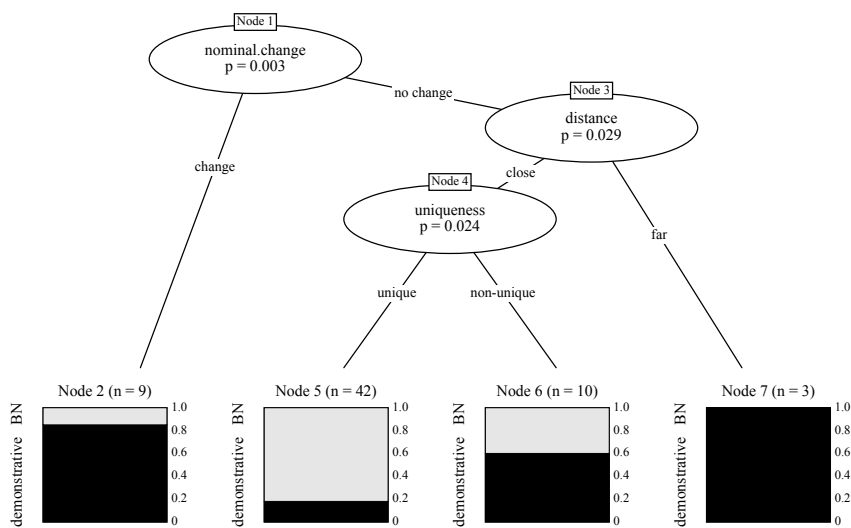 Node 1
nominal.change
p = 0.003
no change
Node 3
distance
p = 0.029
change
close
Node 4
uniqueness
p = 0.024
far
unique
non-unique
Node 2 (n = 9)
demonstrative BN
1.0
0.8
0.6
0.4
0.2
0
Node 5 (n = 42)
demonstrative BN
1.0
0.8
0.6
0.4
0.2
0
Node 6 (n = 10)
demonstrative BN
1.0
0.8
0.6
0.4
0.2
0
Node 7 (n = 3)
demonstrative BN
1.0
0.8
0.6
0.4
0.2
0